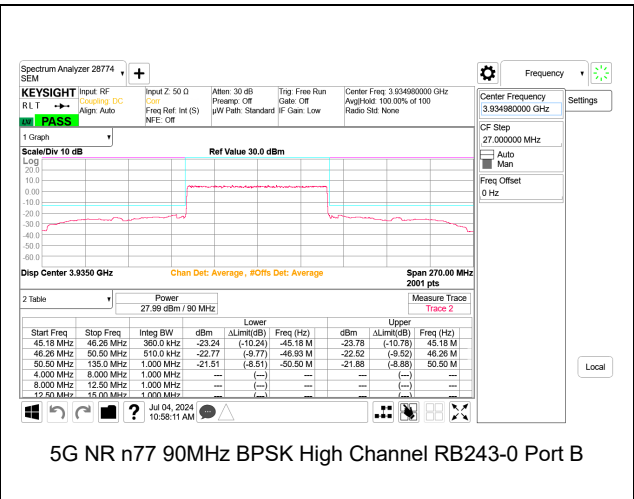 Spectrum Analyzer 28774
SEM
Frequency
KEYSIGHT
RLT
LXI
PASS
Input: RF
Coupling: DC
Align: Auto
Input Z: 50 Ω
Corr
Freq Ref: Int (S)
NFE: Off
Atten: 30 dB
Preamp: Off
µW Path: Standard
Trig: Free Run
Gate: Off
IF Gain: Low
Center Freq: 3.934980000 GHz
Avg|Hold: 100.00% of 100
Radio Std: None
Center Frequency
3.934980000 GHz
Settings
CF Step
27.000000 MHz
Auto
Man
Freq Offset
0 Hz
1 Graph
Scale/Div 10 dB
Ref Value 30.0 dBm
Log
20.0
10.0
0.00
-10.0
-20.0
-30.0
-40.0
-50.0
-60.0
Disp Center 3.9350 GHz
Chan Det: Average, #Offs Det: Average
Span 270.00 MHz
2001 pts
2 Table
Power
27.99 dBm / 90 MHz
Measure Trace
Trace 2
Lower Upper
Start Freq Stop Freq Integ BW dBm ΔLimit(dB) Freq (Hz) dBm ΔLimit(dB) Freq (Hz)
45.18 MHz 46.26 MHz 360.0 kHz -23.24 (-10.24) -45.18 M -23.78 (-10.78) 45.18 M
46.26 MHz 50.50 MHz 510.0 kHz -22.77 (-9.77) -46.93 M -22.52 (-9.52) 46.26 M
50.50 MHz 135.0 MHz 1.000 MHz -21.51 (-8.51) -50.50 M -21.88 (-8.88) 50.50 M
4.000 MHz 8.000 MHz 1.000 MHz --- (---) --- --- (---) ---
8.000 MHz 12.50 MHz 1.000 MHz --- (---) --- --- (---) ---
12.50 MHz 15.00 MHz 1.000 MHz --- (---) --- --- (---) ---
Local
Jul 04, 2024
10:58:11 AM
5G NR n77 90MHz BPSK High Channel RB243-0 Port B